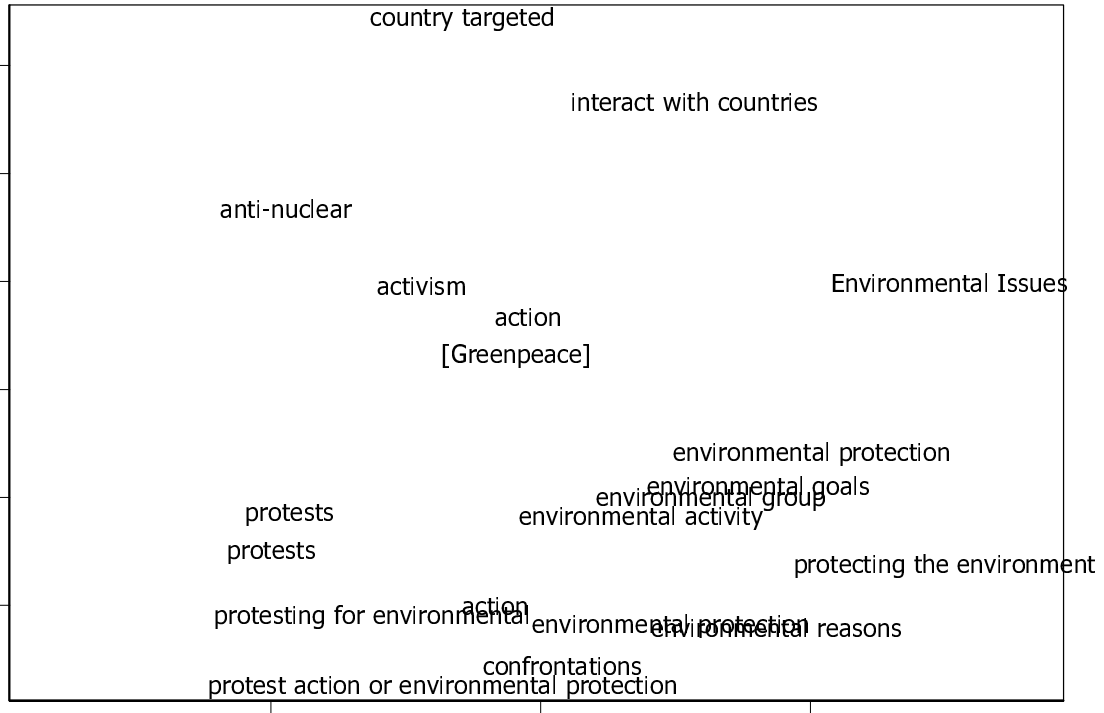 country targeted
interact with countries
anti-nuclear
Environmental Issues
activism
action
[Greenpeace]
environmental protection
environmental goals
environmental group
protests
environmental activity
protests
protecting the environment
action
protesting for environmental
environmental protection
environmental reasons
confrontations
protest action or environmental protection